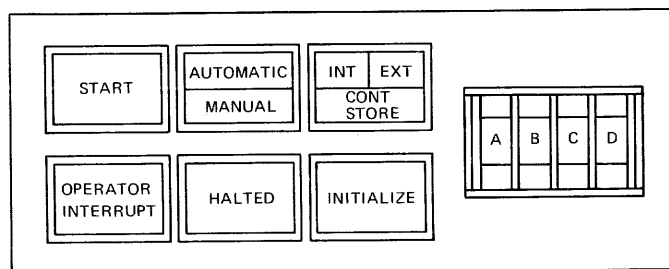 START
AUTOMATIC
MANUAL
INT EXT
CONT
STORE
A B C D
OPERATOR
INTERRUPT
HALTED
INITIALIZE